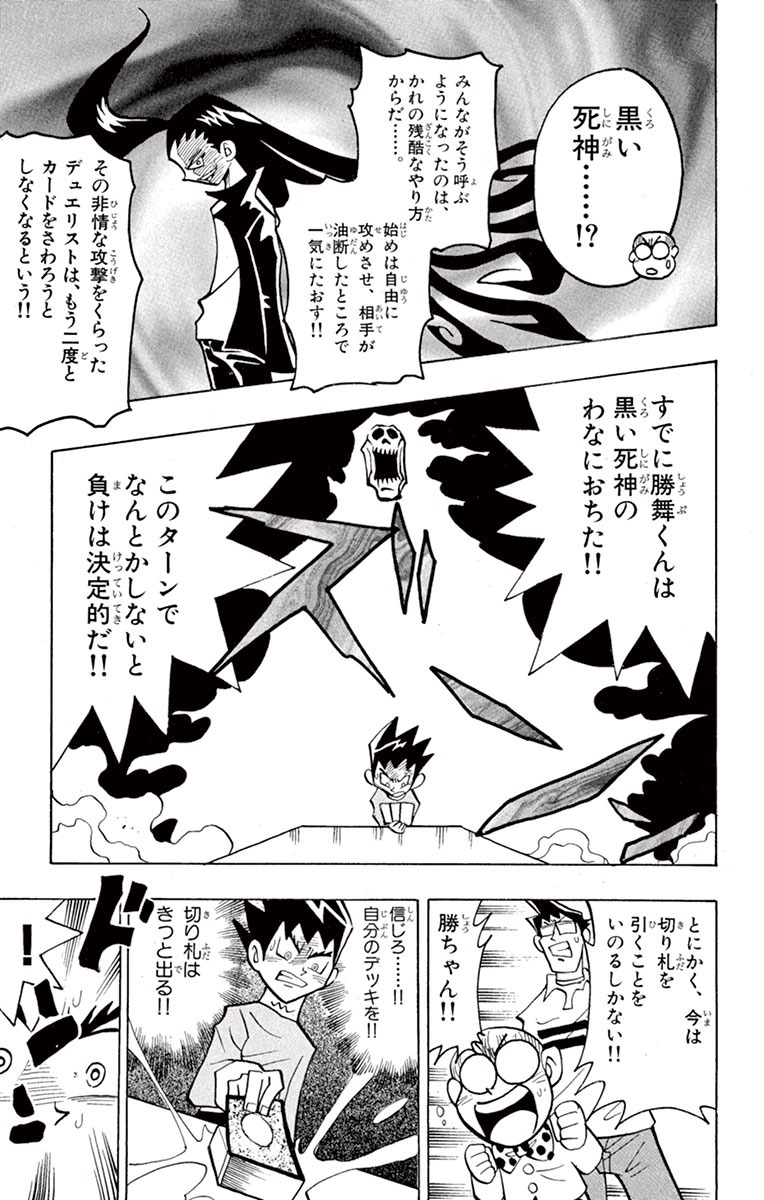 黒い
死神……!?
みんながそう呼ぶ
ようになったのは、
かれの残酷なやり方
からだ……。
始めは自由に
攻めさせ、相手が
油断したところで
一気にたおす!!
その非情な攻撃をくらった
デュエリストは、もう二度と
カードをさわろうと
しなくなるという!!
すでに勝舞くんは
黒い死神の
わなにおちた!!
このターンで
なんとかしないと
負けは決定的だ!!
とにかく、今は
切り札を
引くことを
いのるしかない!!
勝ちゃん!!
信じろ……!!
自分のデッキを!!
切り札は
きっと出る!!
ドド
!